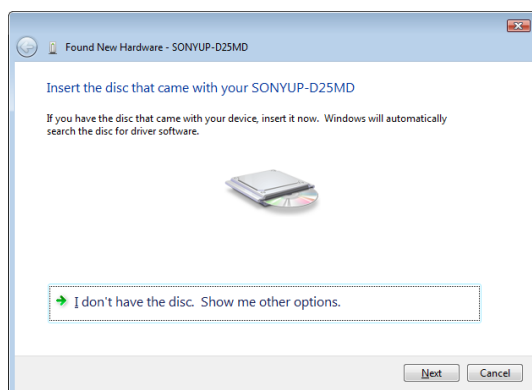 Found New Hardware - SONYUP-D25MD
Insert the disc that came with your SONYUP-D25MD
If you have the disc that came with your device, insert it now.  Windows will automatically
search the disc for driver software.
I don't have the disc.  Show me other options.
Next Cancel